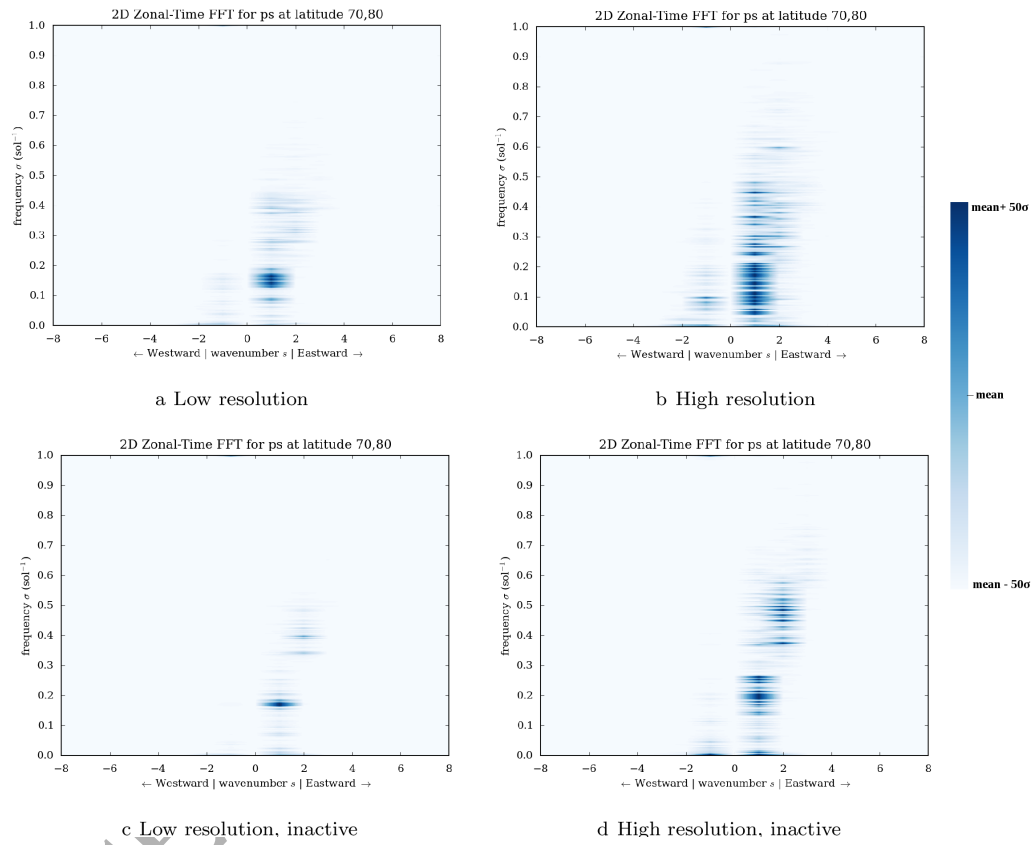 2D Zonal-Time FFT for ps at latitude 70,80
1.0
0.9
0.8
0.7
0.6
0.5
0.4
0.3
0.2
0.1
0.0
frequency σ (sol⁻¹)
−8 −6 −4 −2 0 2 4 6 8
← Westward | wavenumber s | Eastward →
a Low resolution
2D Zonal-Time FFT for ps at latitude 70,80
1.0
0.9
0.8
0.7
0.6
0.5
0.4
0.3
0.2
0.1
0.0
frequency σ (sol⁻¹)
−8 −6 −4 −2 0 2 4 6 8
← Westward | wavenumber s | Eastward →
b High resolution
mean+ 50σ
mean
mean - 50σ
2D Zonal-Time FFT for ps at latitude 70,80
1.0
0.9
0.8
0.7
0.6
0.5
0.4
0.3
0.2
0.1
0.0
frequency σ (sol⁻¹)
−8 −6 −4 −2 0 2 4 6 8
← Westward | wavenumber s | Eastward →
c Low resolution, inactive
2D Zonal-Time FFT for ps at latitude 70,80
1.0
0.9
0.8
0.7
0.6
0.5
0.4
0.3
0.2
0.1
0.0
frequency σ (sol⁻¹)
−8 −6 −4 −2 0 2 4 6 8
← Westward | wavenumber s | Eastward →
d High resolution, inactive